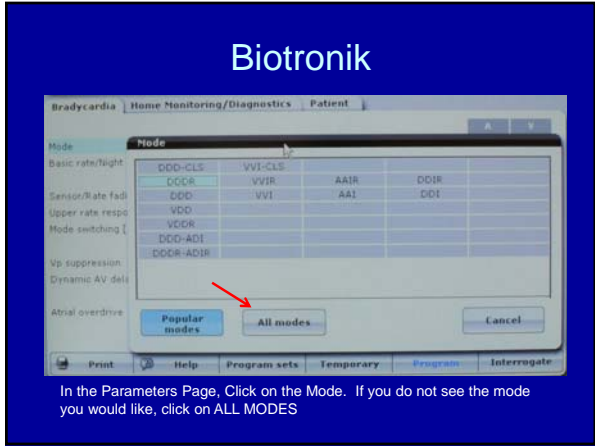 Biotronik
Bradycardia Home Monitoring/Diagnostics Patient
A V
Mode
Mode
Basic rate/Night
DDD-CLS VVI-CLS
DDDR VVIR AAIR DDIR
Sensor/Rate fadi
DDD VVI AAI DDI
Upper rate respo
VDD
Mode switching [
VDDR
DDD-ADI
DDDR-ADIR
Vp suppression
Dynamic AV dela
Atrial overdrive
Popular modes
All modes
Cancel
Print Help Program sets Temporary Program Interrogate
In the Parameters Page, Click on the Mode. If you do not see the mode
you would like, click on ALL MODES